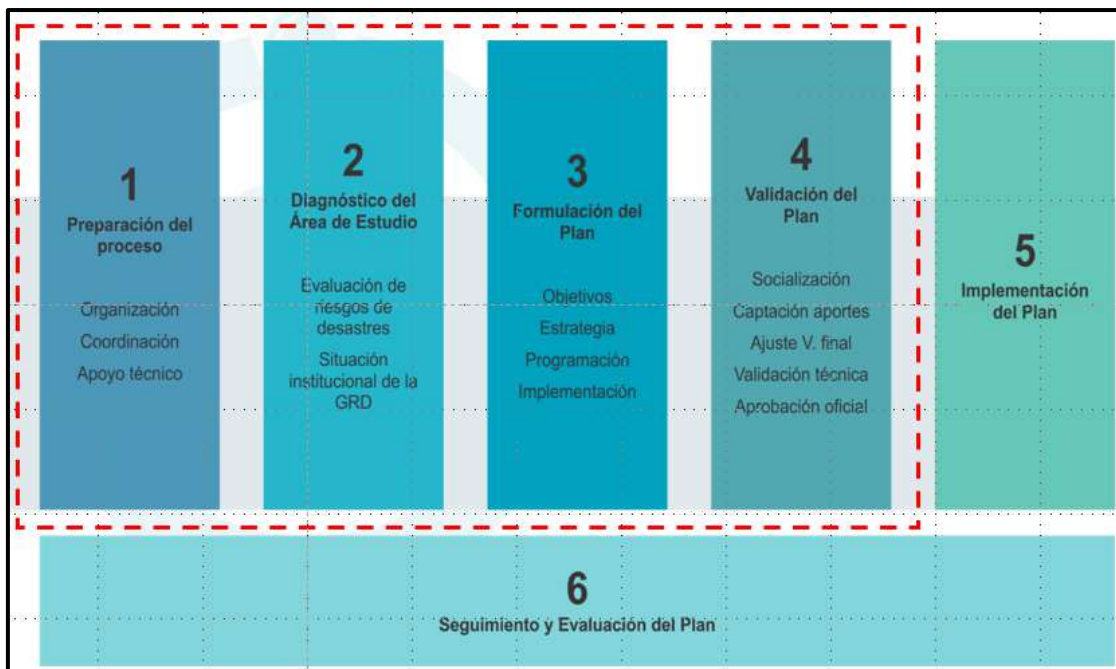 1
Preparación del
proceso
Organización
Coordinación
Apoyo técnico
2
Diagnóstico del
Área de Estudio
Evaluación de
riesgos de
desastres
Situación
institucional de la
GRD
3
Formulación del
Plan
Objetivos
Estrategia
Programación
Implementación
4
Validación del
Plan
Socialización
Captación aportes
Ajuste V. final
Validación técnica
Aprobación oficial
5
Implementación
del Plan
6
Seguimiento y Evaluación del Plan